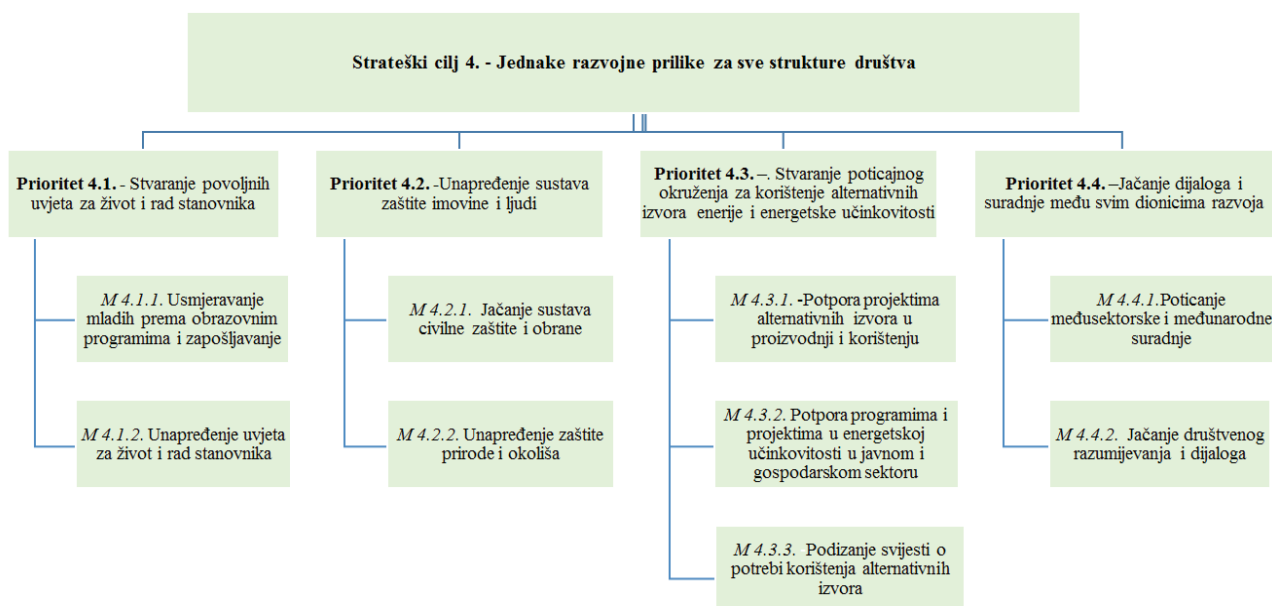 Strateški cilj 4. - Jednake razvojne prilike za sve strukture društva
Prioritet 4.1. - Stvaranje povoljnih
uvjeta za život i rad stanovnika
M 4.1.1. Usmjeravanje
mladih prema obrazovnim
programima i zapošljavanje
M 4.1.2. Unapređenje uvjeta
za život i rad stanovnika
Prioritet 4.2. -Unapređenje sustava
zaštite imovine i ljudi
M 4.2.1. Jačanje sustava
civilne zaštite i obrane
M 4.2.2. Unapređenje zaštite
prirode i okoliša
Prioritet 4.3. –. Stvaranje poticajnog
okruženja za korištenje alternativnih
izvora enerije i energetske učinkovitosti
M 4.3.1. -Potpora projektima
alternativnih izvora u
proizvodnji i korištenju
M 4.3.2. Potpora programima i
projektima u energetskoj
učinkovitosti u javnom i
gospodarskom sektoru
M 4.3.3. -Podizanje svijesti o
potrebi korištenja alternativnih
izvora
Prioritet 4.4. –Jačanje dijaloga i
suradnje među svim dionicima razvoja
M 4.4.1.Poticanje
međusektorske i međunarodne
suradnje
M 4.4.2. Jačanje društvenog
razumijevanja i dijaloga